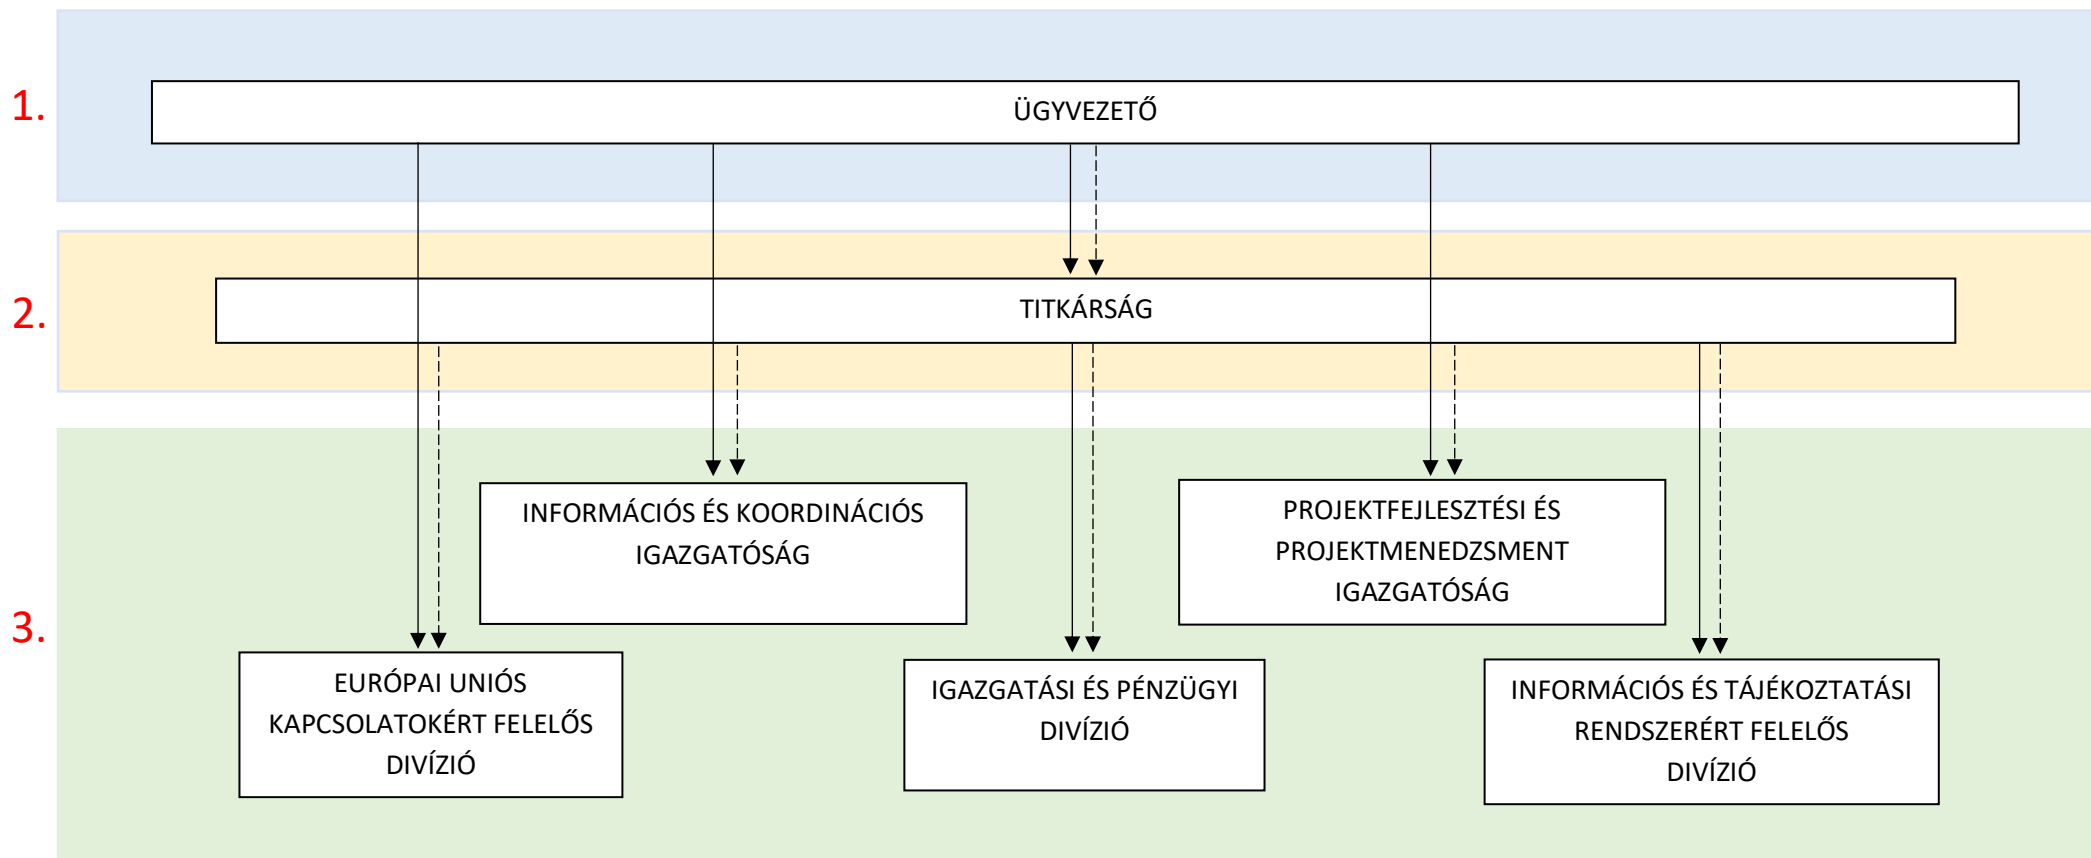 1.
ÜGYVEZETŐ
2.
TITKÁRSÁG
3.
INFORMÁCIÓS ÉS KOORDINÁCIÓS
IGAZGATÓSÁG
PROJEKTFEJLESZTÉSI ÉS
PROJEKTMENEDZSMENT
IGAZGATÓSÁG
EURÓPAI UNIÓS
KAPCSOLATOKÉRT FELELŐS
DIVÍZIÓ
IGAZGATÁSI ÉS PÉNZÜGYI
DIVÍZIÓ
INFORMÁCIÓS ÉS TÁJÉKOZTATÁSI
RENDSZERÉRT FELELŐS
DIVÍZIÓ